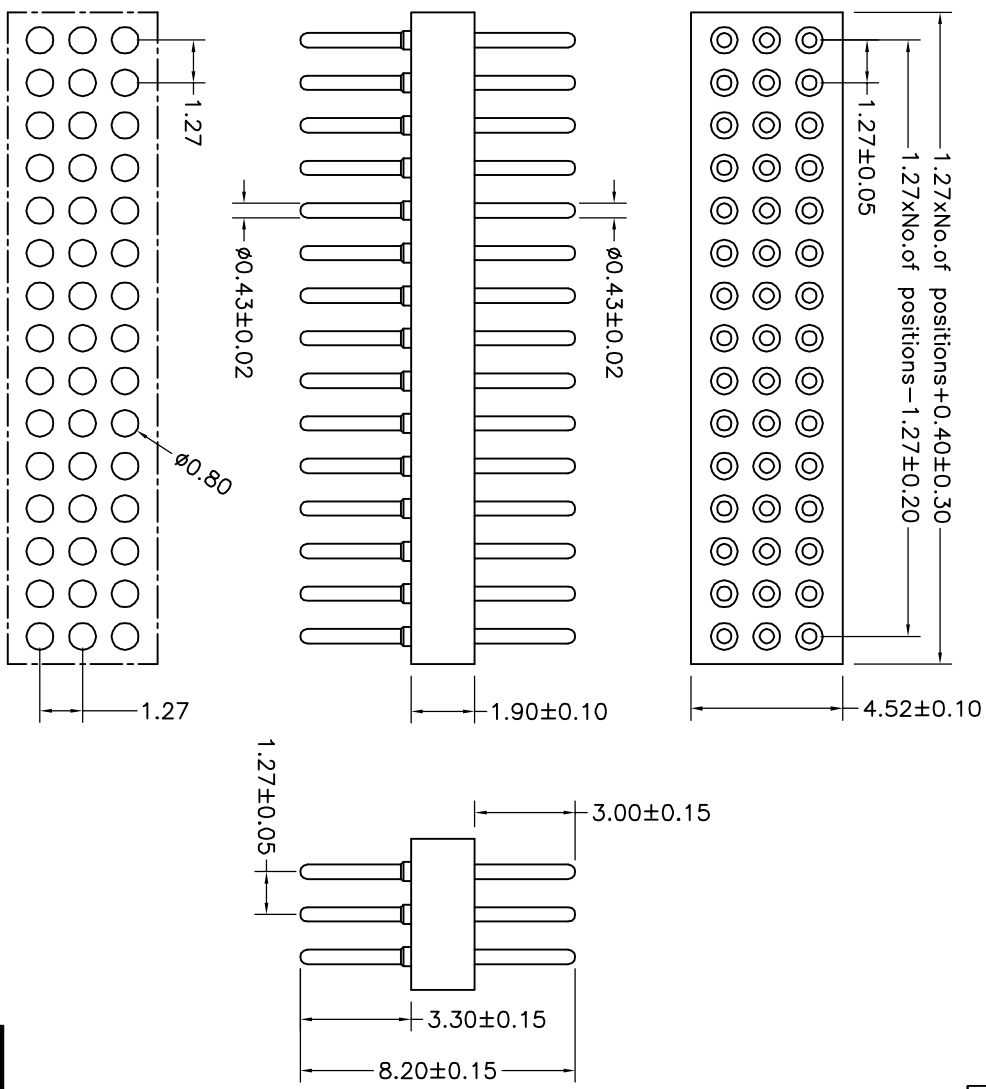 1.27
ø0.80
1.27
ø0.43±0.02
ø0.43±0.02
1.90±0.10
1.27±0.05
1.27xNo.of positions-1.27±0.20
1.27xNo.of positions+0.40±0.30
4.52±0.10
1.27±0.05
3.00±0.15
3.30±0.15
8.20±0.15